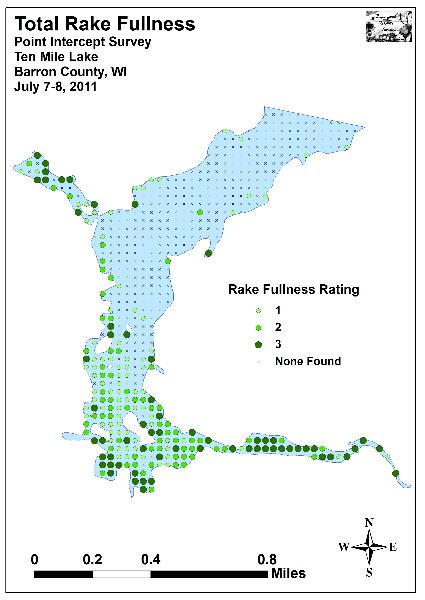 Total Rake Fullness
Point Intercept Survey
Ten Mile Lake
Barron County, WI
July 7-8, 2011
Rake Fullness Rating
1
2
3
None Found
N
W E
S
0 0.2 0.4 0.8
Miles